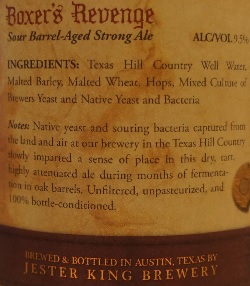 Boxer's Revenge
Sour Barrel-Aged Strong Ale ALC/VOL 9.5%
INGREDIENTS: Texas Hill Country Well Water,
Malted Barley, Malted Wheat, Hops, Mixed Culture of
Brewers Yeast and Native Yeast and Bacteria
Notes: Native yeast and souring bacteria captured from
the land and air at our brewery in the Texas Hill Country
slowly imparted a sense of place in this dry, tart,
highly attenuated ale during months of fermenta-
tion in oak barrels. Unfiltered, unpasteurized, and
100% bottle-conditioned.
BREWED & BOTTLED IN AUSTIN, TEXAS BY
JESTER KING BREWERY